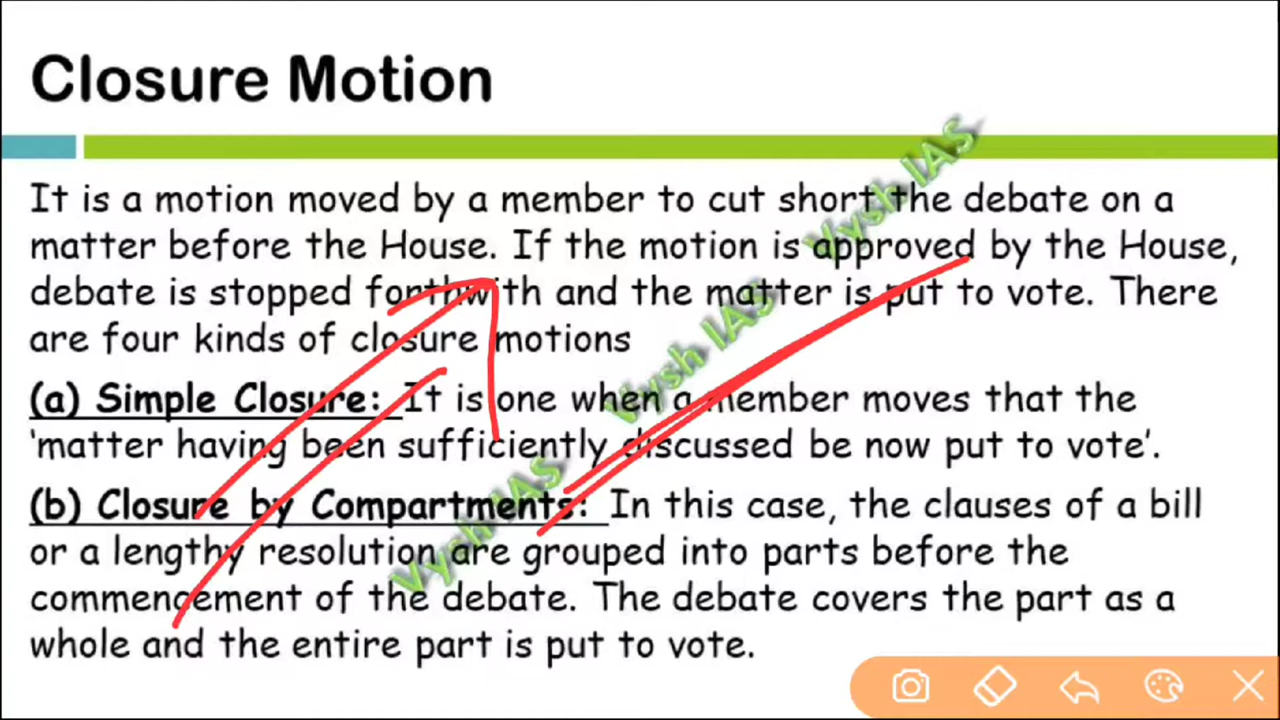 Closure Motion
It is a motion moved by a member to cut short the debate on a
matter before the House. If the motion is approved by the House,
debate is stopped forthwith and the matter is put to vote. There
are four kinds of closure motions
(a) Simple Closure: It is one when a member moves that the
‘matter having been sufficiently discussed be now put to vote’.
(b) Closure by Compartments: In this case, the clauses of a bill
or a lengthy resolution are grouped into parts before the
commencement of the debate. The debate covers the part as a
whole and the entire part is put to vote.
Vysh IAS
Vysh IAS
Vysh IAS